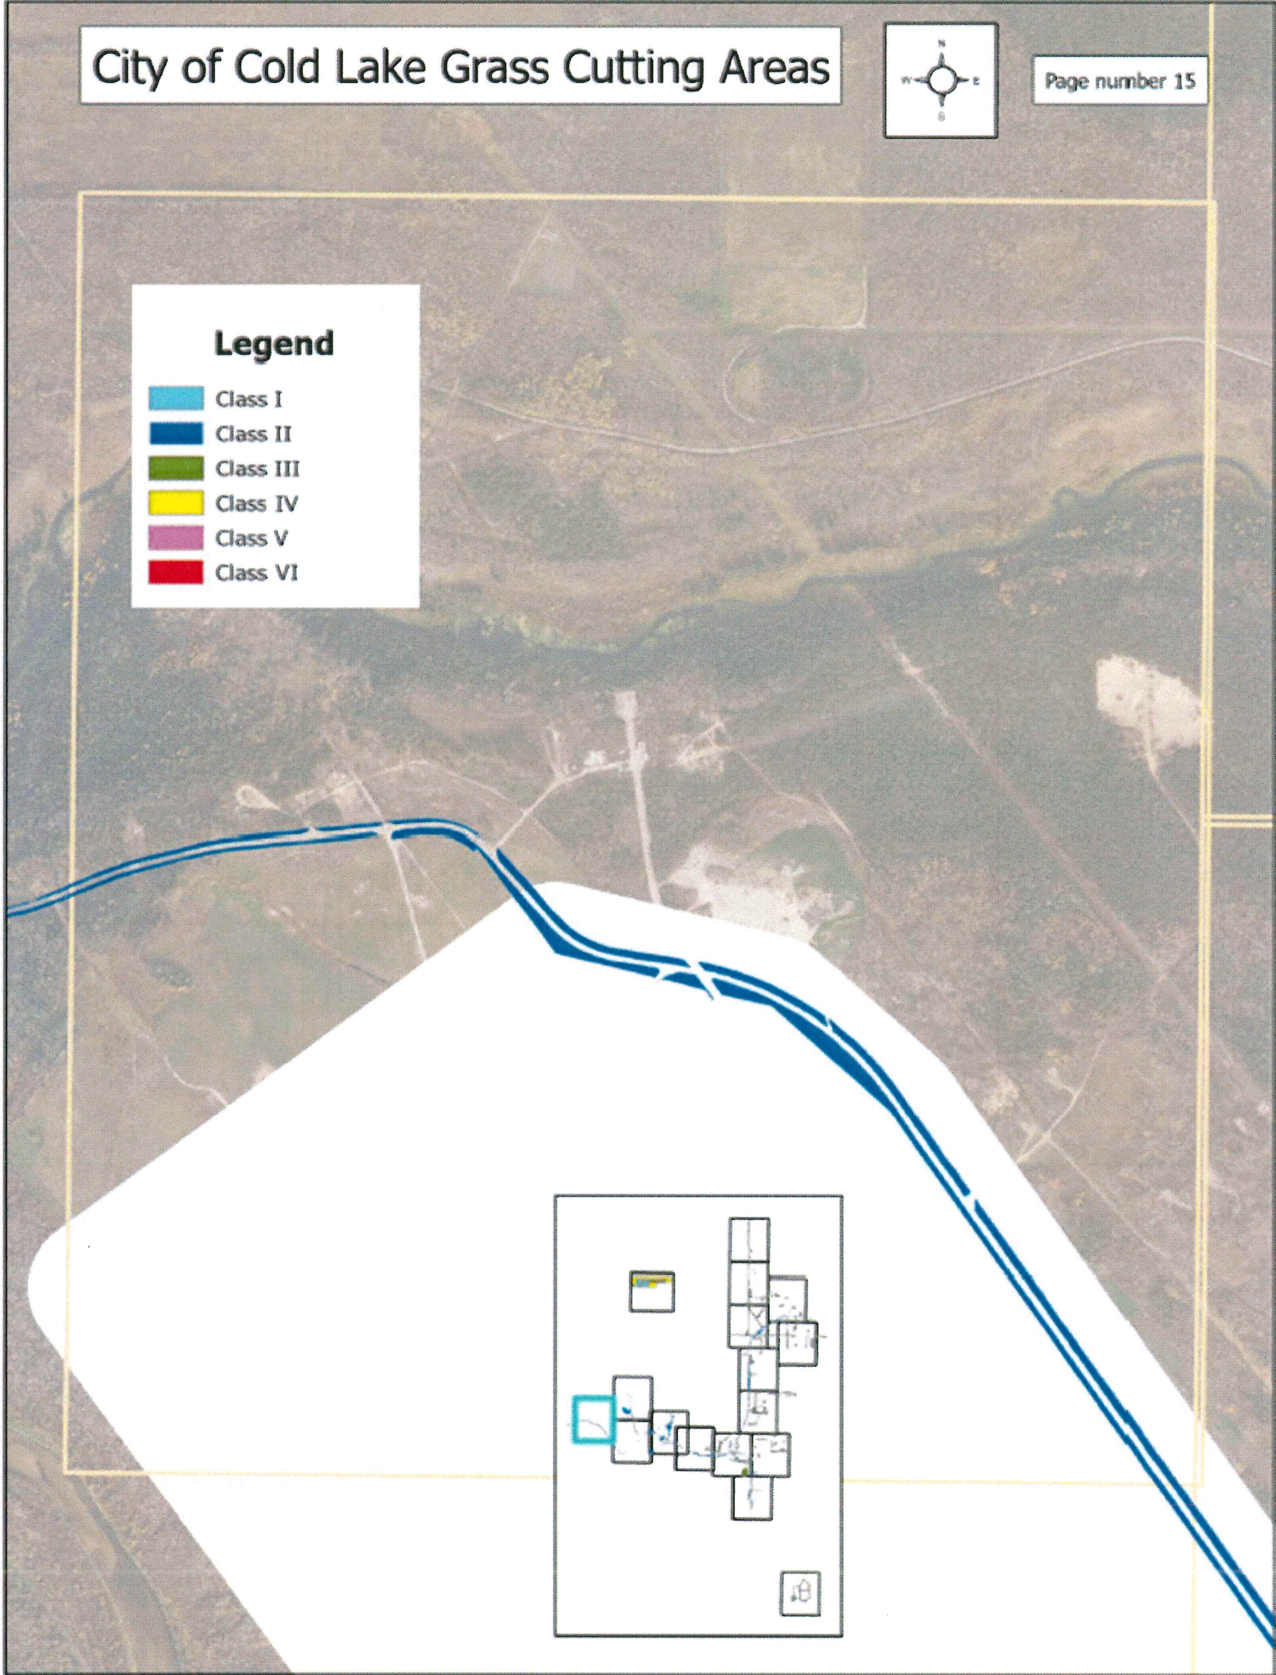 City of Cold Lake Grass Cutting Areas
N
W E
S
Page number 15
Legend
Class I
Class II
Class III
Class IV
Class V
Class VI